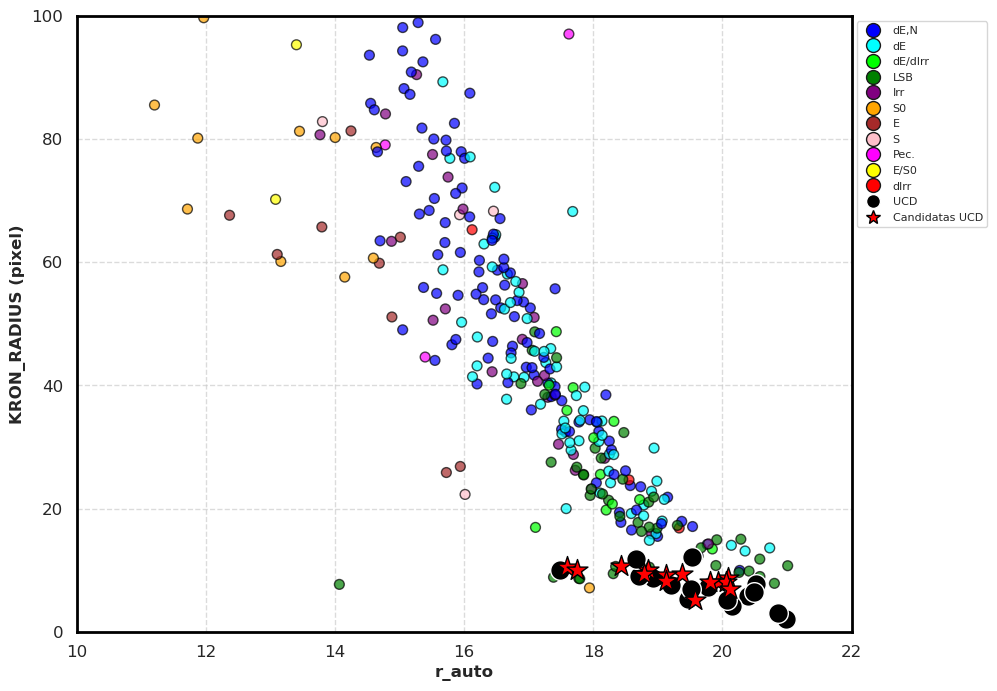 100
80
60
40
20
0
KRON_RADIUS (pixel)
10 12 14 16 18 20 22
r_auto
dE,N
dE
dE/dIrr
LSB
Irr
S0
E
S
Pec.
E/S0
dIrr
UCD
Candidatas UCD